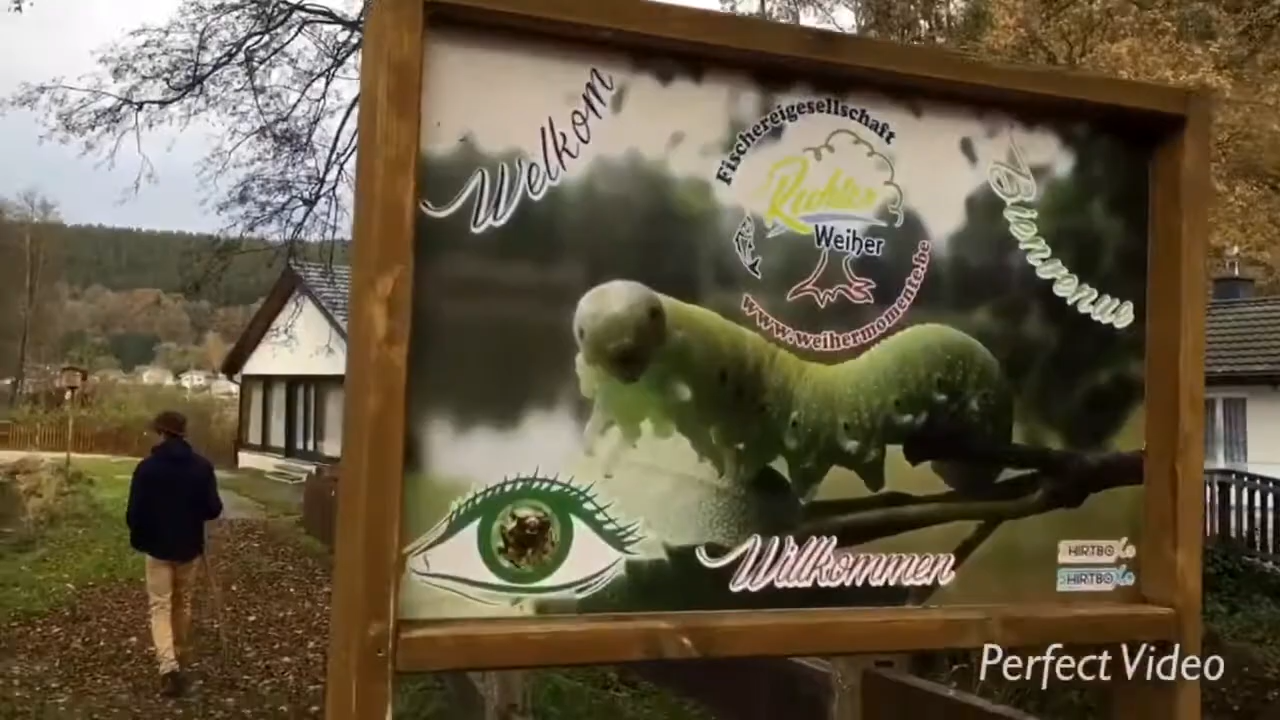 Welkom
Fischereigesellschaft
Weiher
www.weihermomente.be
Bienvenue
Willkommen
HIRTBO
HIRTBO
Perfect Video